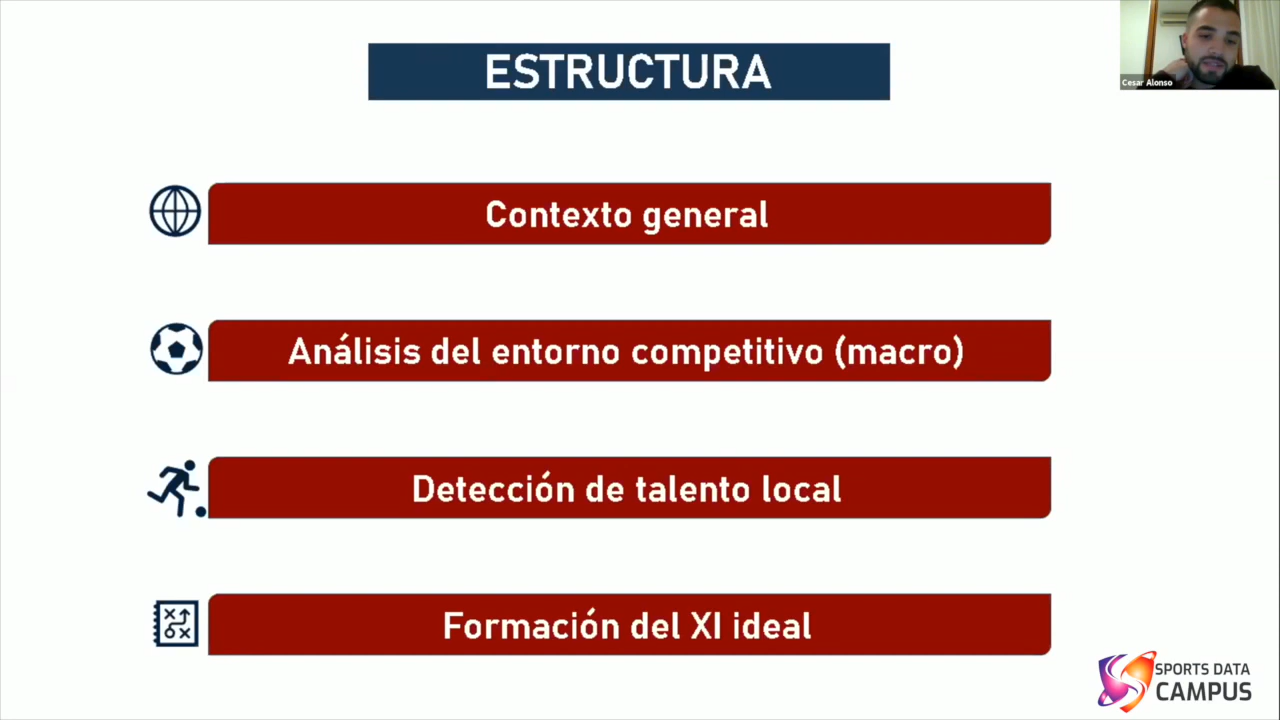 ESTRUCTURA
Cesar Alonso
Contexto general
Análisis del entorno competitivo (macro)
Detección de talento local
Formación del XI ideal
SPORTS DATA
CAMPUS